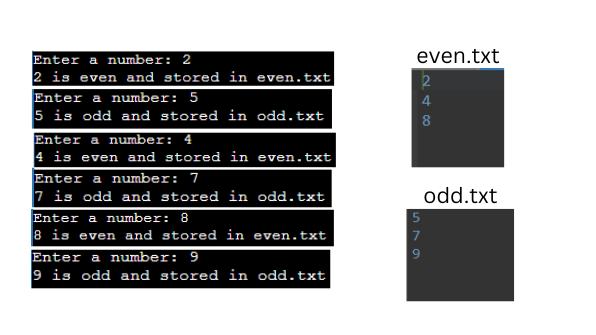 Enter a number: 2
2 is even and stored in even.txt
Enter a number: 5
5 is odd and stored in odd.txt
Enter a number: 4
4 is even and stored in even.txt
Enter a number: 7
7 is odd and stored in odd.txt
Enter a number: 8
8 is even and stored in even.txt
Enter a number: 9
9 is odd and stored in odd.txt
even.txt
2
4
8
odd.txt
5
7
9